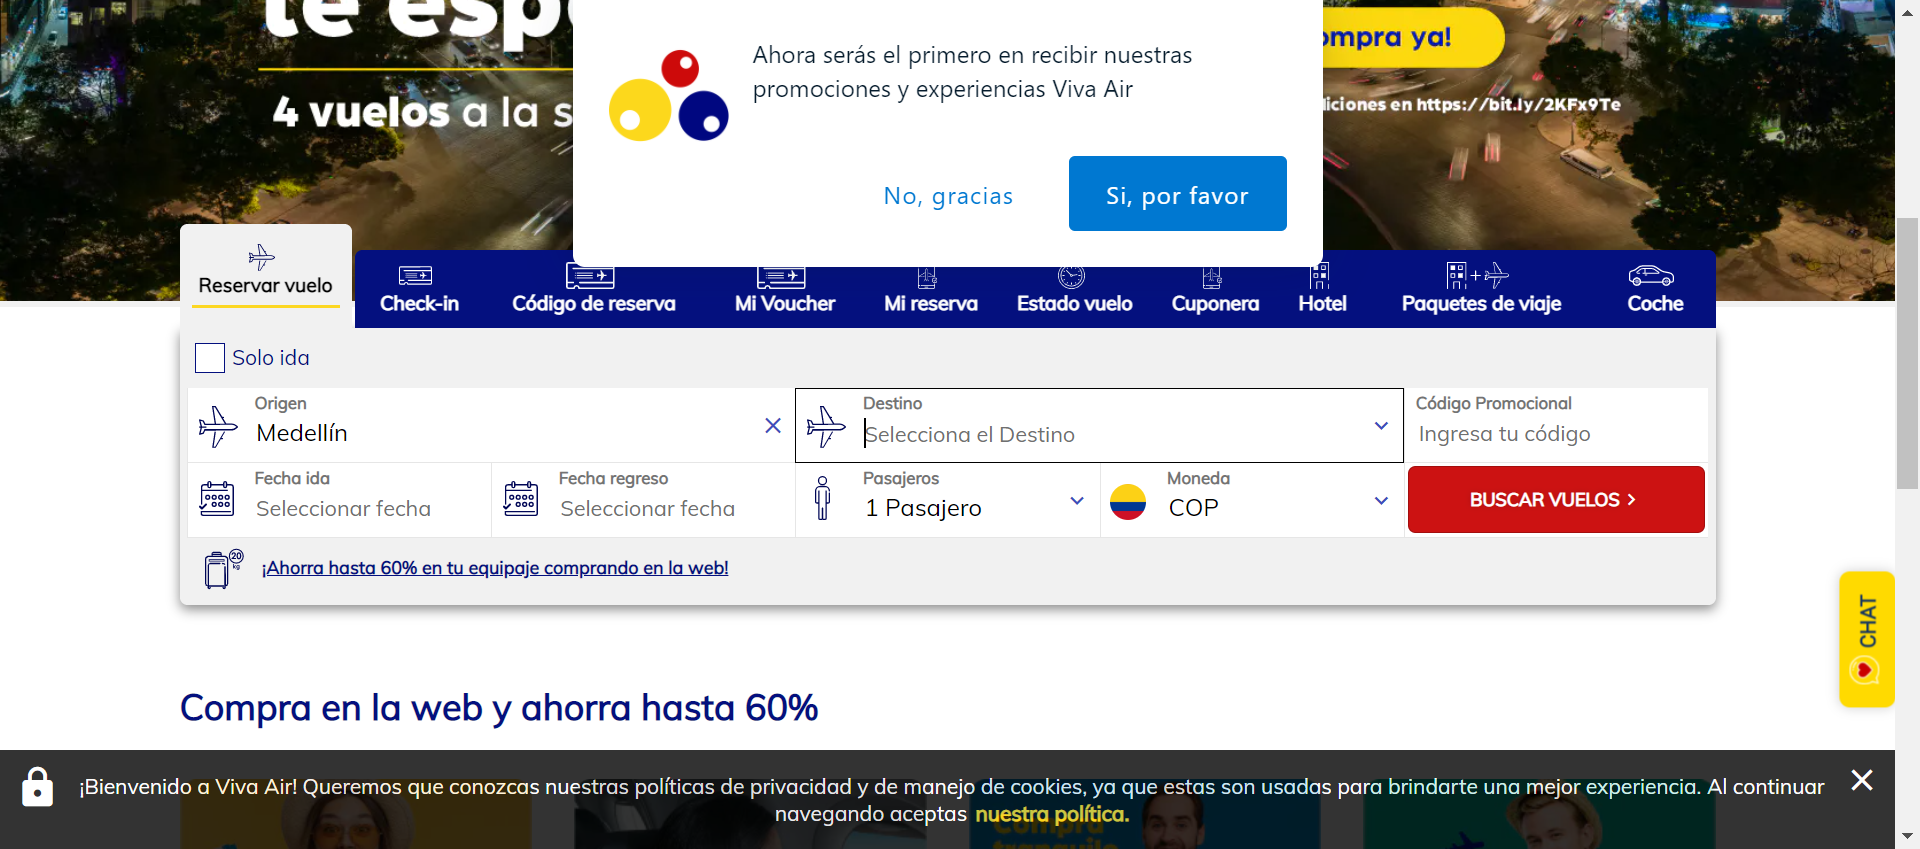 te esp
4 vuelos a la s
Ahora serás el primero en recibir nuestras
promociones y experiencias Viva Air
No, gracias
Si, por favor
ompra ya!
diciones en https://bit.ly/2KFx9Te
Reservar vuelo
Check-in
Código de reserva
Mi Voucher
Mi reserva
Estado vuelo
Cuponera
Hotel
Paquetes de viaje
Coche
Solo ida
Origen
Medellín
Destino
Selecciona el Destino
Código Promocional
Ingresa tu código
Fecha ida
Seleccionar fecha
Fecha regreso
Seleccionar fecha
Pasajeros
1 Pasajero
Moneda
COP
BUSCAR VUELOS >
20
kg
¡Ahorra hasta 60% en tu equipaje comprando en la web!
CHAT
Compra en la web y ahorra hasta 60%
¡Bienvenido a Viva Air! Queremos que conozcas nuestras políticas de privacidad y de manejo de cookies, ya que estas son usadas para brindarte una mejor experiencia. Al continuar
navegando aceptas nuestra política.
Compra
tranquilo